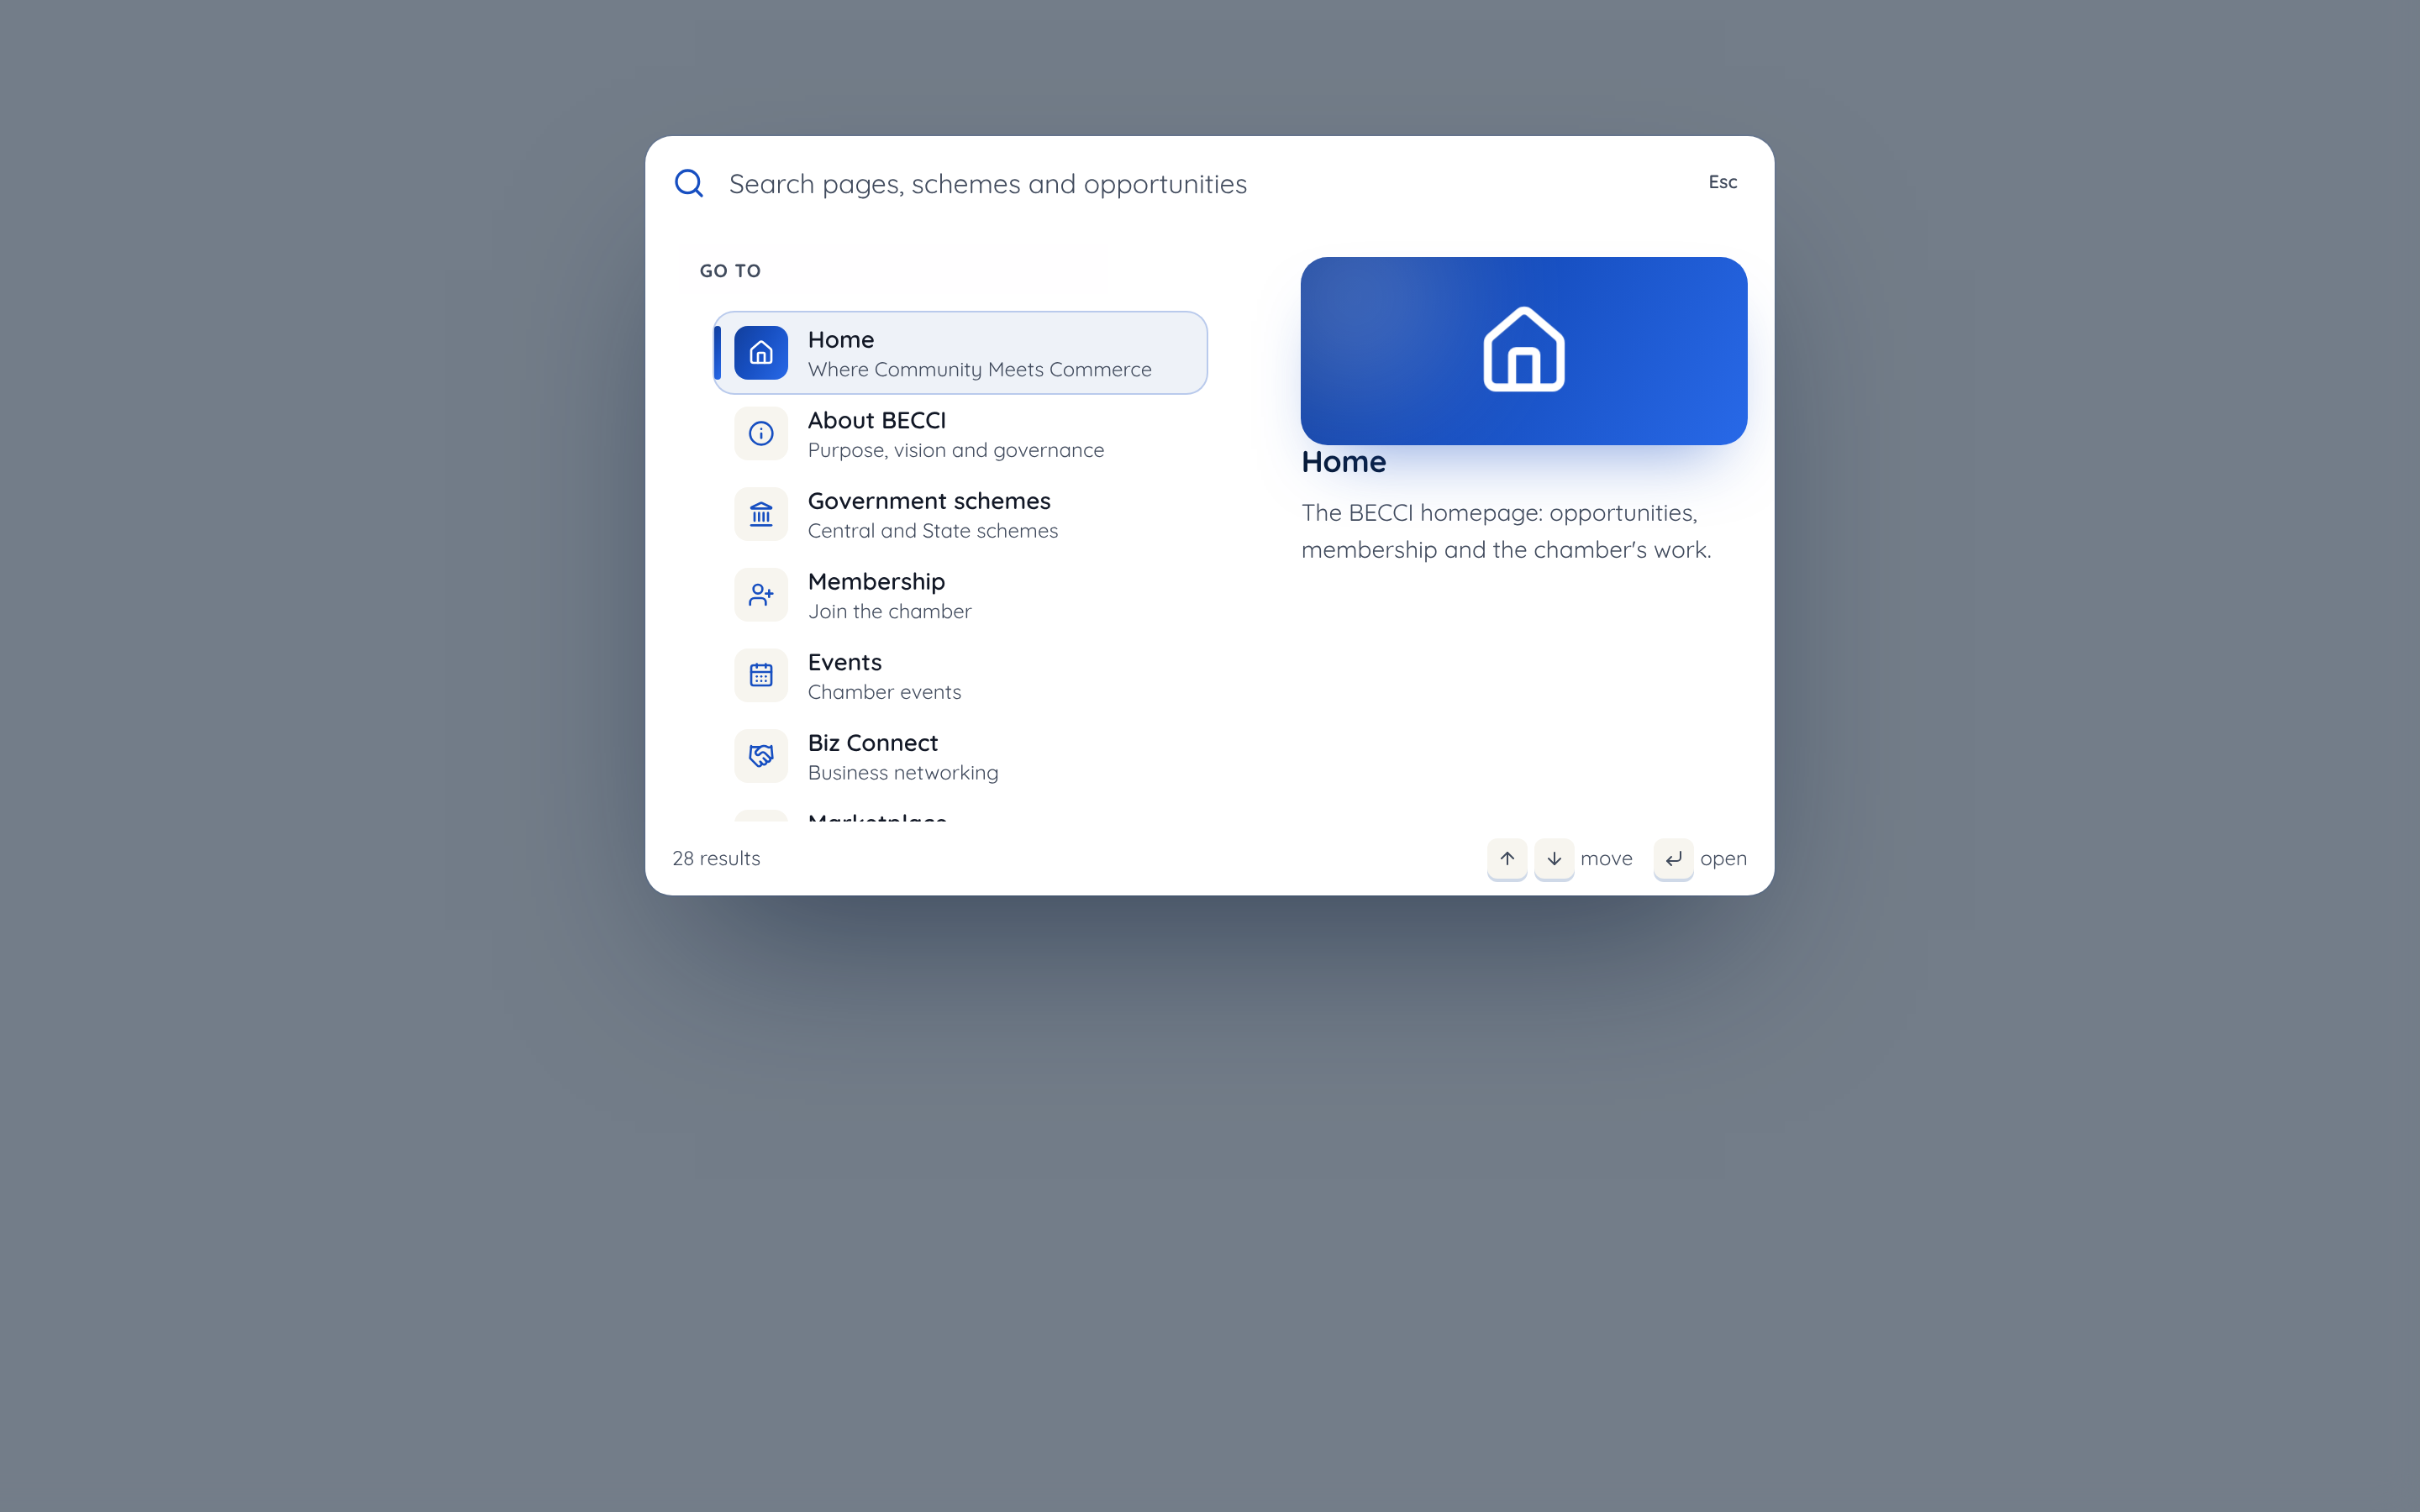 Search pages, schemes and opportunities
Esc
GO TO
Home
Where Community Meets Commerce
About BECCI
Purpose, vision and governance
Government schemes
Central and State schemes
Membership
Join the chamber
Events
Chamber events
Biz Connect
Business networking
Marketplace
Home
The BECCI homepage: opportunities,
membership and the chamber's work.
28 results
move
open